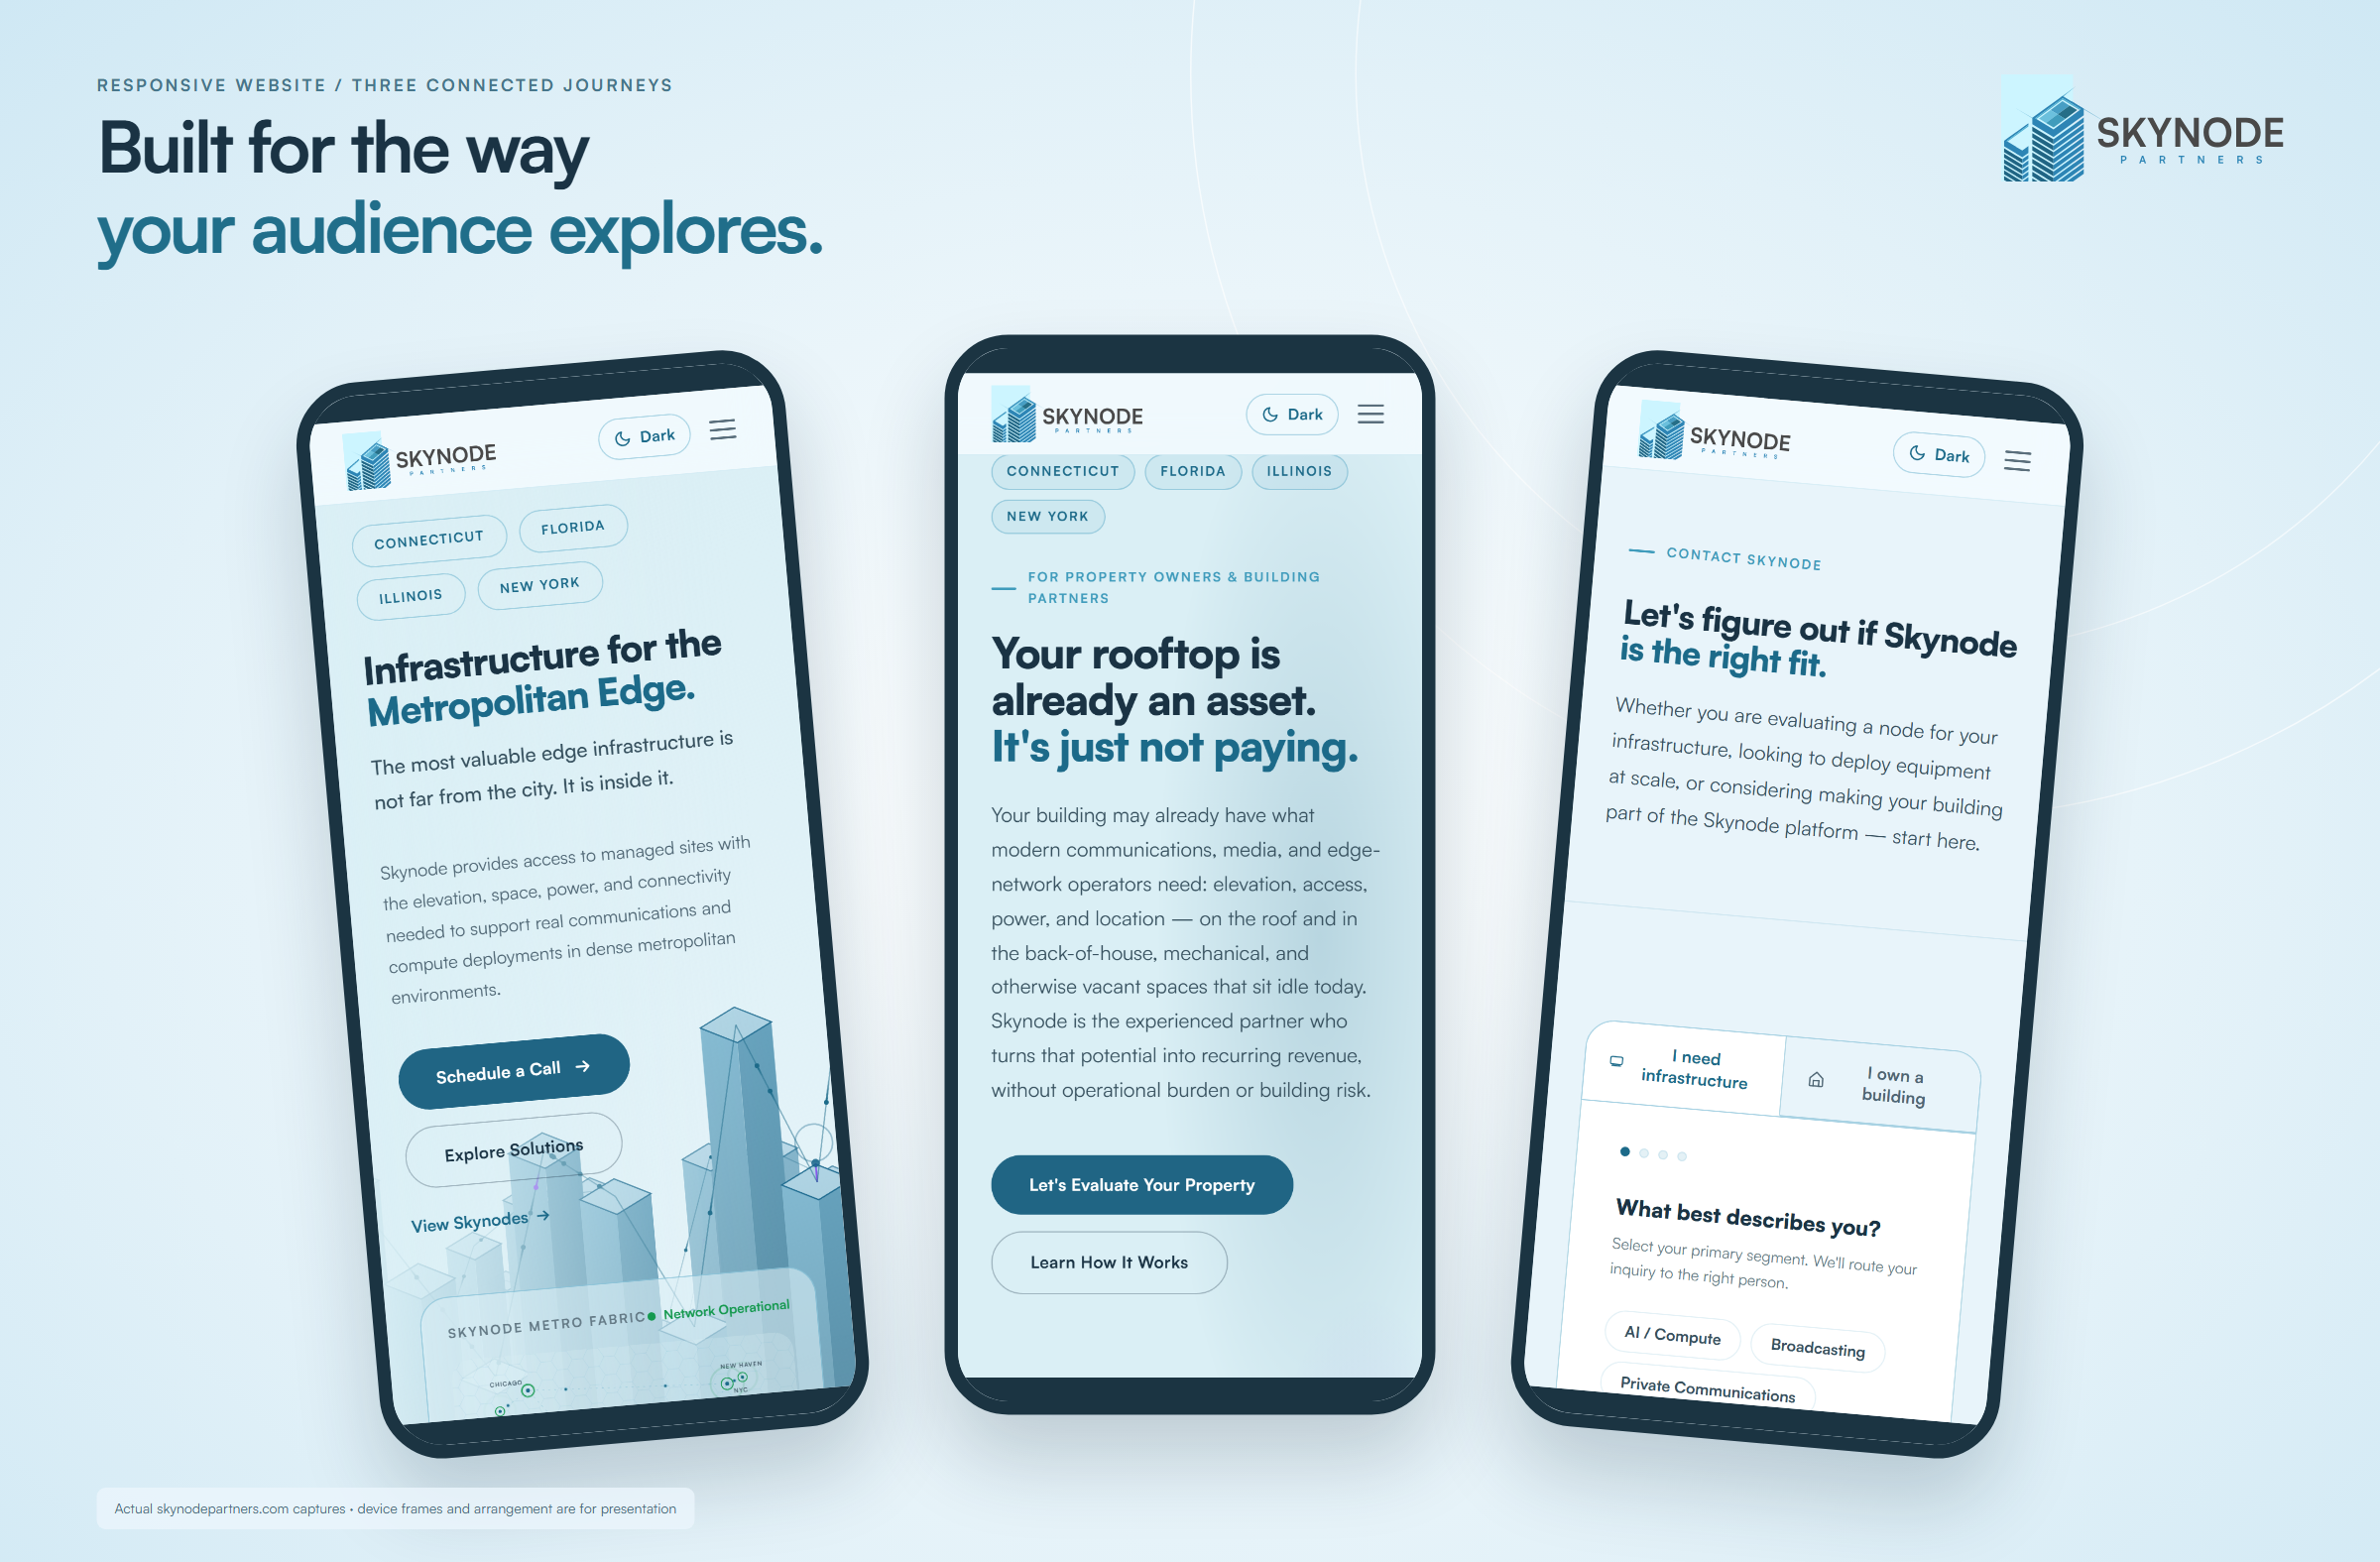 RESPONSIVE WEBSITE / THREE CONNECTED JOURNEYS
Built for the way
your audience explores.
SKYNODE
PARTNERS
SKYNODE
PARTNERS
Dark
CONNECTICUT
FLORIDA
ILLINOIS
NEW YORK
Infrastructure for the
Metropolitan Edge.
The most valuable edge infrastructure is
not far from the city. It is inside it.
Skynode provides access to managed sites with
the elevation, space, power, and connectivity
needed to support real communications and
compute deployments in dense metropolitan
environments.
Schedule a Call →
Explore Solutions
View Skynodes →
SKYNODE METRO FABRIC
Network Operational
CHICAGO
NEW HAVEN
NYC
SKYNODE
PARTNERS
Dark
CONNECTICUT
FLORIDA
ILLINOIS
NEW YORK
FOR PROPERTY OWNERS & BUILDING
PARTNERS
Your rooftop is
already an asset.
It's just not paying.
Your building may already have what
modern communications, media, and edge-
network operators need: elevation, access,
power, and location — on the roof and in
the back-of-house, mechanical, and
otherwise vacant spaces that sit idle today.
Skynode is the experienced partner who
turns that potential into recurring revenue,
without operational burden or building risk.
Let's Evaluate Your Property
Learn How It Works
SKYNODE
PARTNERS
Dark
CONTACT SKYNODE
Let's figure out if Skynode
is the right fit.
Whether you are evaluating a node for your
infrastructure, looking to deploy equipment
at scale, or considering making your building
part of the Skynode platform — start here.
I need
infrastructure
I own a
building
What best describes you?
Select your primary segment. We'll route your
inquiry to the right person.
AI / Compute
Broadcasting
Private Communications
Actual skynodepartners.com captures · device frames and arrangement are for presentation